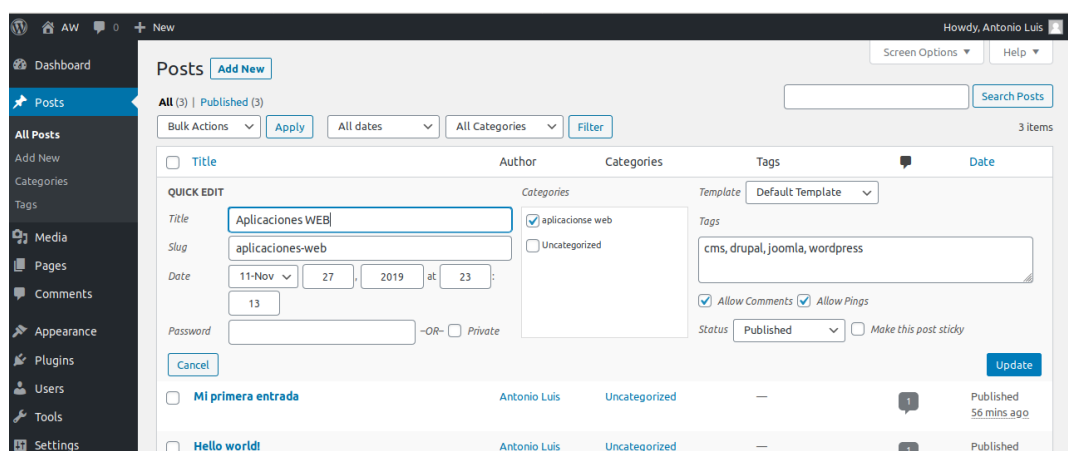 AW 0 + New Howdy, Antonio Luis
Screen Options ▼ Help ▼
Dashboard
Posts
All Posts
Add New
Categories
Tags
Media
Pages
Comments
Appearance
Plugins
Users
Tools
Settings
Posts Add New
All (3) | Published (3)
Search Posts
Bulk Actions Apply All dates All Categories Filter 3 items
Title Author Categories Tags Date
QUICK EDIT
Title Aplicaciones WEB
Slug aplicaciones-web
Date 11-Nov 27 , 2019 at 23 :
13
Password –OR– Private
Categories
aplicacionse web
Uncategorized
Template Default Template
Tags
cms, drupal, joomla, wordpress
Allow Comments Allow Pings
Status Published Make this post sticky
Cancel Update
Mi primera entrada Antonio Luis Uncategorized — 1 Published
56 mins ago
Hello world! Antonio Luis Uncategorized — 1 Published